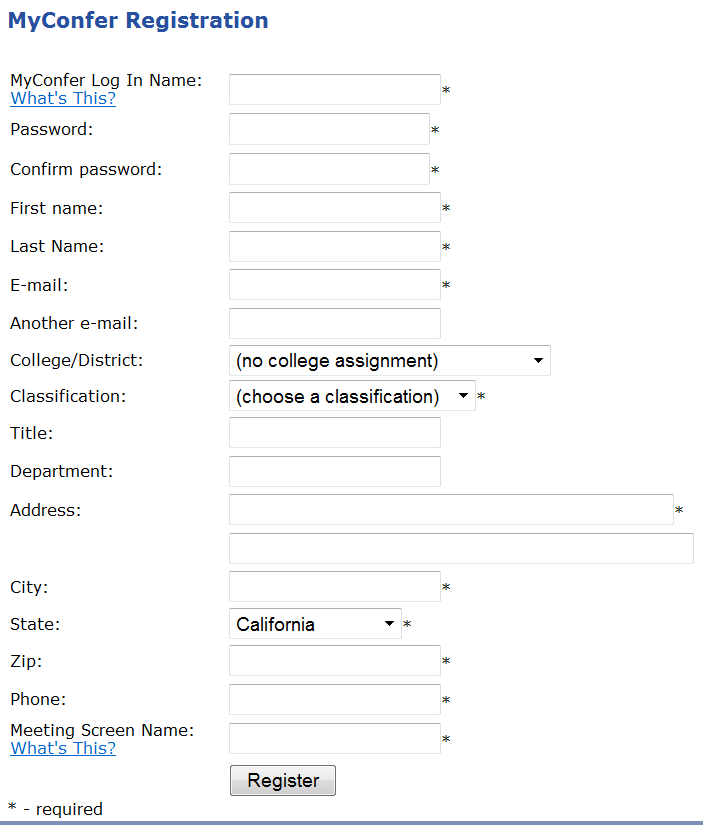 MyConfer Registration
MyConfer Log In Name: *
What's This?
Password: *
Confirm password: *
First name: *
Last Name: *
E-mail: *
Another e-mail:
College/District: (no college assignment)
Classification: (choose a classification) *
Title:
Department:
Address: *
City: *
State: California *
Zip: *
Phone: *
Meeting Screen Name: *
What's This?
Register
* - required